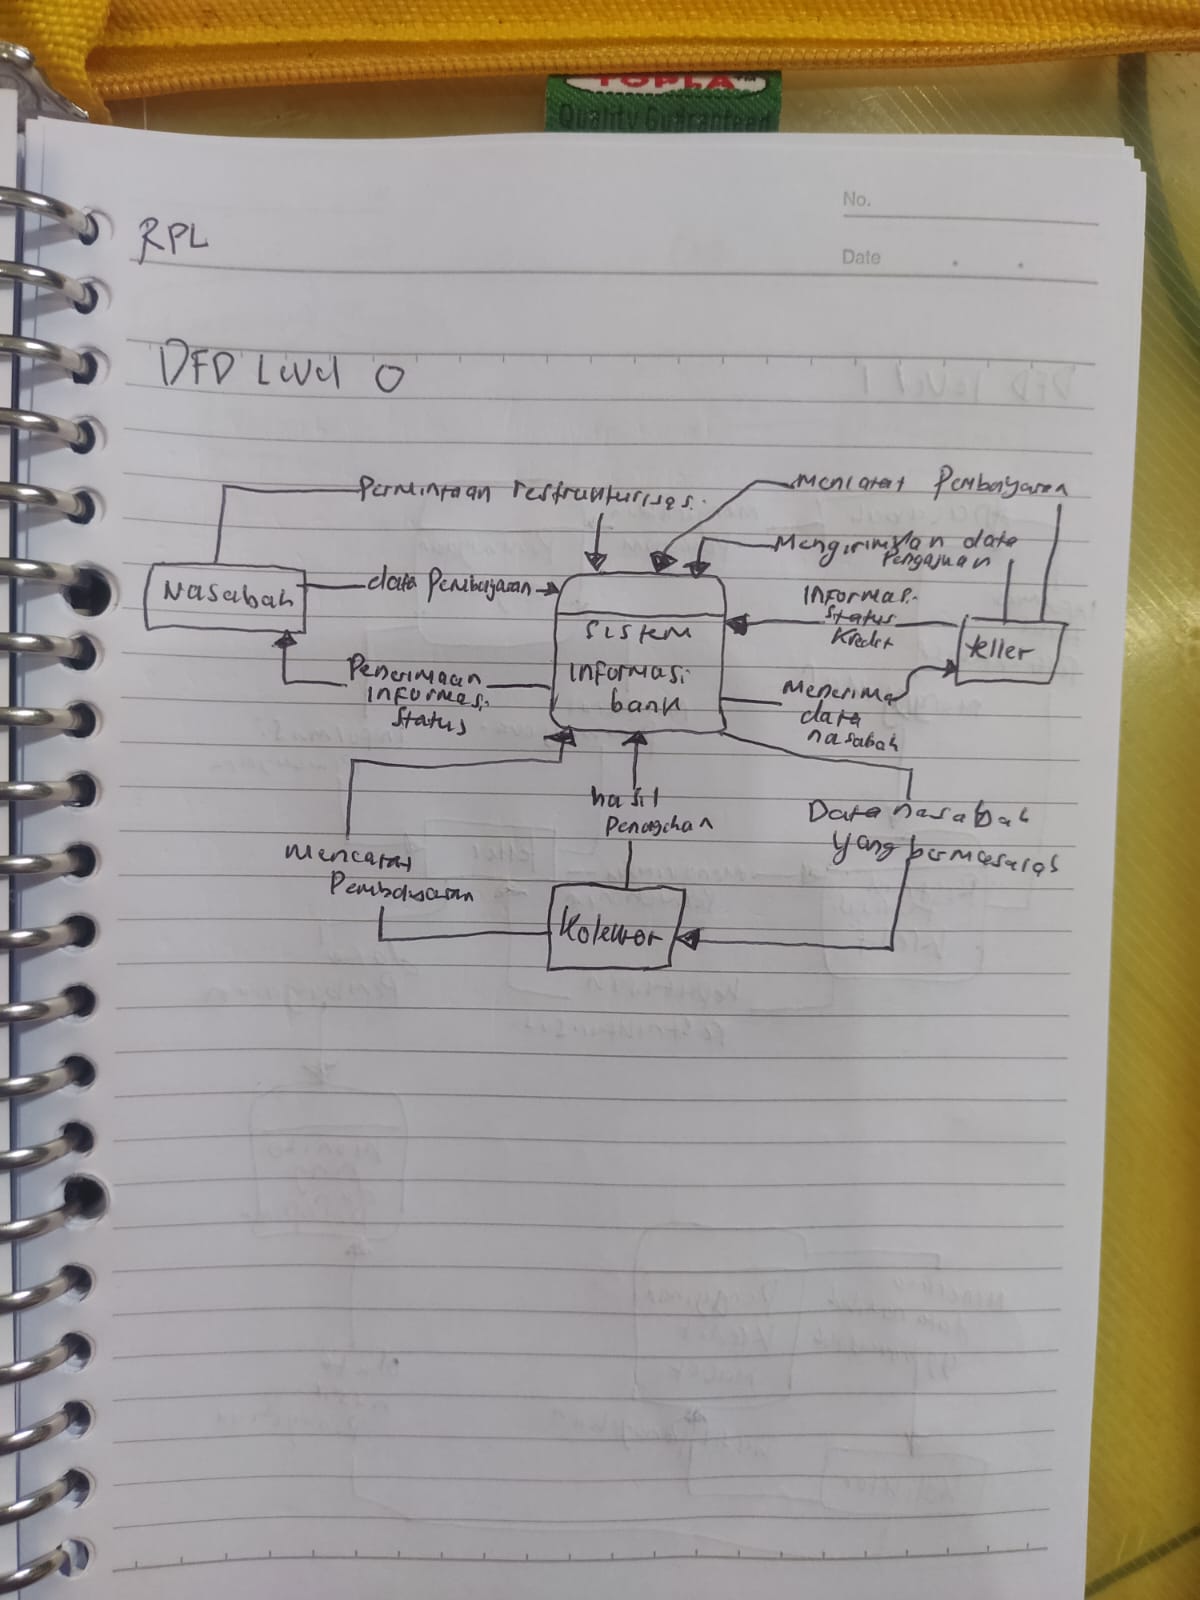 TOPLA
Quality Guaranteed
No.
Date
RPL
DFD Level 0
Permintaan restrukturisasi
Mencatat Pembayaran
Mengirimkan data
Pengajuan
Nasabah
data Pembayaran
Informasi
Status
Kredit
Sistem
Informasi
bank
teller
Penerimaan
Informasi
Status
Menerima
data
nasabah
hasil
Penagihan
Data nasabah
yang bermasalah
Mencatat
Pembayaran
Kolektor